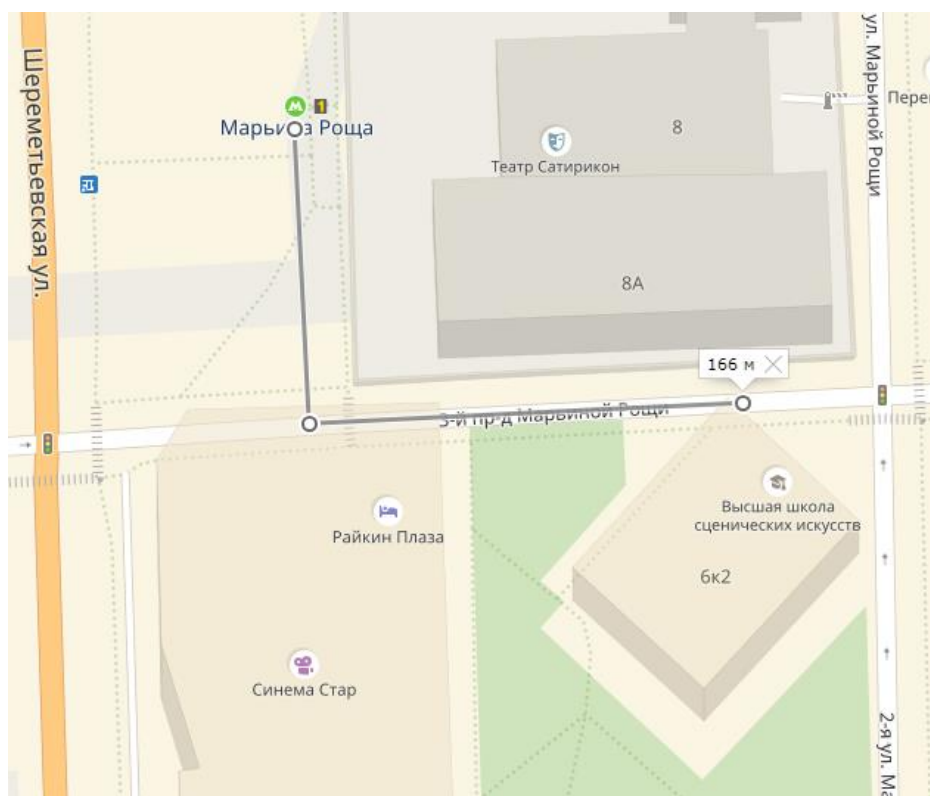 Шереметьевская ул.
1
Марьина Роща
ул. Марьиной Рощи
8
Театр Сатирикон
8А
166 м
3-й пр-д Марьиной Рощи
Высшая школа
сценических искусств
Райкин Плаза
6к2
Синема Стар
2-я ул.